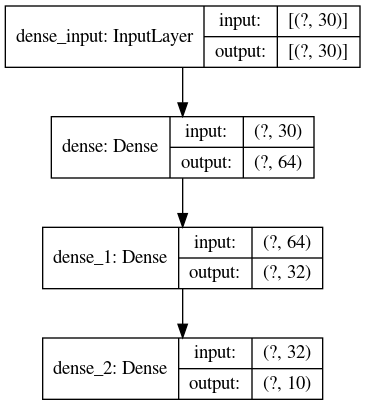 dense_input: InputLayer
input: [(?, 30)]
output: [(?, 30)]
dense: Dense
input: (?, 30)
output: (?, 64)
dense_1: Dense
input: (?, 64)
output: (?, 32)
dense_2: Dense
input: (?, 32)
output: (?, 10)